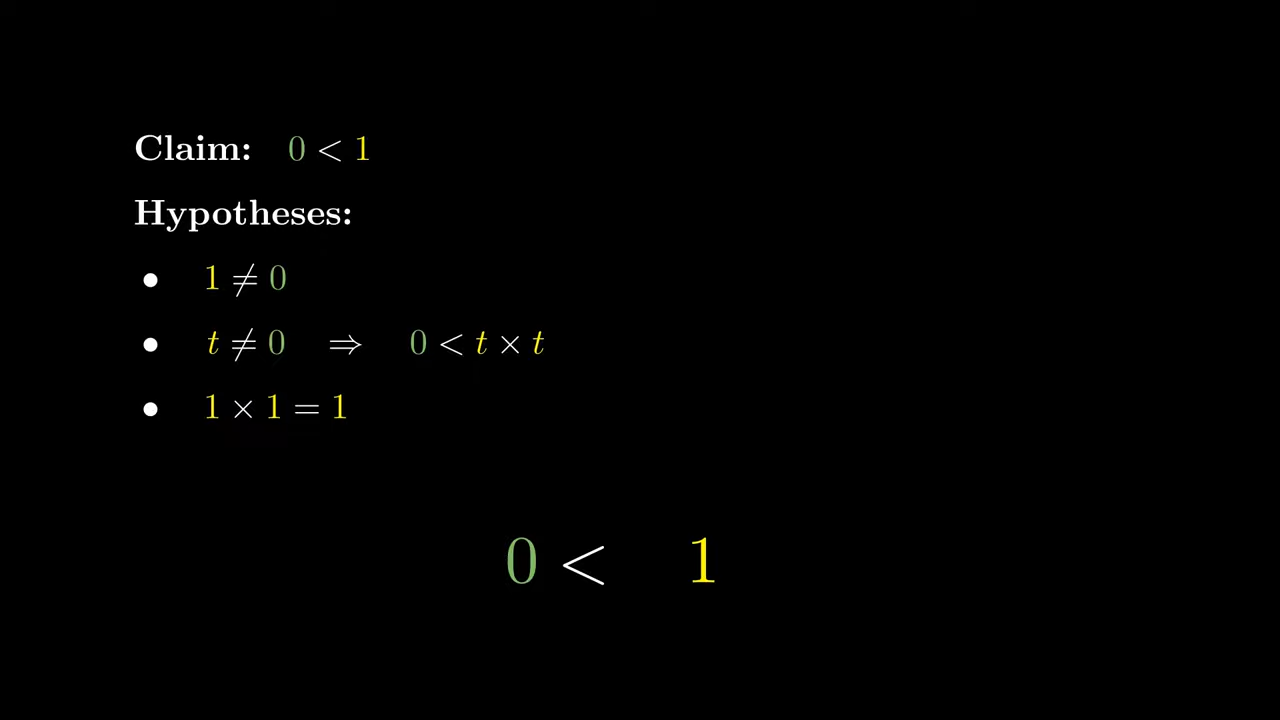 Claim: 0 < 1
Hypotheses:
• 1 ≠ 0
• t ≠ 0 ⇒ 0 < t × t
• 1 × 1 = 1
0 < 1